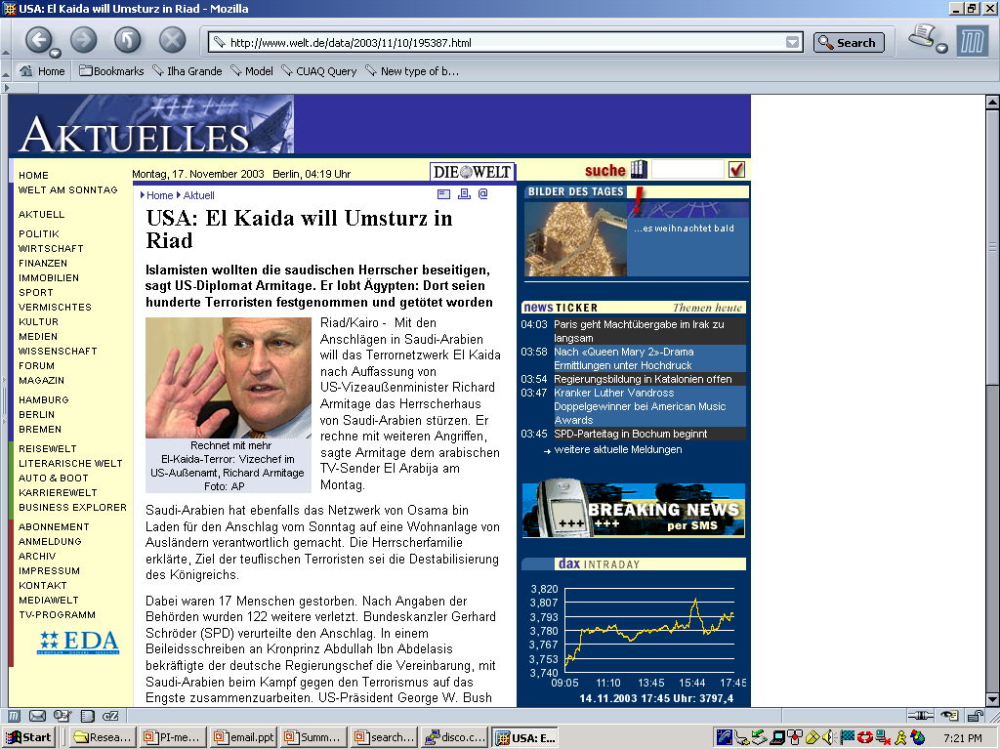 USA: El Kaida will Umsturz in Riad - Mozilla
http://www.welt.de/data/2003/11/10/195387.html
Search
Home
Bookmarks
Ilha Grande
Model
CUAQ Query
New type of b...
AKTUELLES
HOME
WELT AM SONNTAG
AKTUELL
POLITIK
WIRTSCHAFT
FINANZEN
IMMOBILIEN
SPORT
VERMISCHTES
KULTUR
MEDIEN
WISSENSCHAFT
FORUM
MAGAZIN
HAMBURG
BERLIN
BREMEN
REISEWELT
LITERARISCHE WELT
AUTO & BOOT
KARRIEREWELT
BUSINESS EXPLORER
ABONNEMENT
ANMELDUNG
ARCHIV
IMPRESSUM
KONTAKT
MEDIAWELT
TV-PROGRAMM
EDA
Montag, 17. November 2003 Berlin, 04:19 Uhr
DIE WELT
suche
Home Aktuell
USA: El Kaida will Umsturz in
Riad
Islamisten wollten die saudischen Herrscher beseitigen,
sagt US-Diplomat Armitage. Er lobt Ägypten: Dort seien
hunderte Terroristen festgenommen und getötet worden
Rechnet mit mehr
El-Kaida-Terror: Vizechef im
US-Außenamt, Richard Armitage
Foto: AP
Riad/Kairo - Mit den
Anschlägen in Saudi-Arabien
will das Terrornetzwerk El Kaida
nach Auffassung von
US-Vizeaußenminister Richard
Armitage das Herrscherhaus
von Saudi-Arabien stürzen. Er
rechne mit weiteren Angriffen,
sagte Armitage dem arabischen
TV-Sender El Arabija am
Montag.
Saudi-Arabien hat ebenfalls das Netzwerk von Osama bin
Laden für den Anschlag vom Sonntag auf eine Wohnanlage von
Ausländern verantwortlich gemacht. Die Herrscherfamilie
erklärte, Ziel der teuflischen Terroristen sei die Destabilisierung
des Königreichs.
Dabei waren 17 Menschen gestorben. Nach Angaben der
Behörden wurden 122 weitere verletzt. Bundeskanzler Gerhard
Schröder (SPD) verurteilte den Anschlag. In einem
Beileidsschreiben an Kronprinz Abdullah Ibn Abdelasis
bekräftigte der deutsche Regierungschef die Vereinbarung, mit
Saudi-Arabien beim Kampf gegen den Terrorismus auf das
Engste zusammenzuarbeiten. US-Präsident George W. Bush
BILDER DES TAGES
...es weihnachtet bald
news TICKER Themen heute
04:03 Paris geht Machtübergabe im Irak zu
langsam
03:58 Nach «Queen Mary 2»-Drama
Ermittlungen unter Hochdruck
03:54 Regierungsbildung in Katalonien offen
03:47 Kranker Luther Vandross
Doppelgewinner bei American Music
Awards
03:45 SPD-Parteitag in Bochum beginnt
weitere aktuelle Meldungen
BREAKING NEWS
+++ +++ per SMS
dax INTRADAY
3,820
3,807
3,793
3,780
3,767
3,753
3,740
09:05 11:10 13:45 15:44 17:45
14.11.2003 17:45 Uhr: 3797,4
Start
Resea...
PI-me...
email.ppt
Summ...
search...
disco.c...
USA: E...
7:21 PM